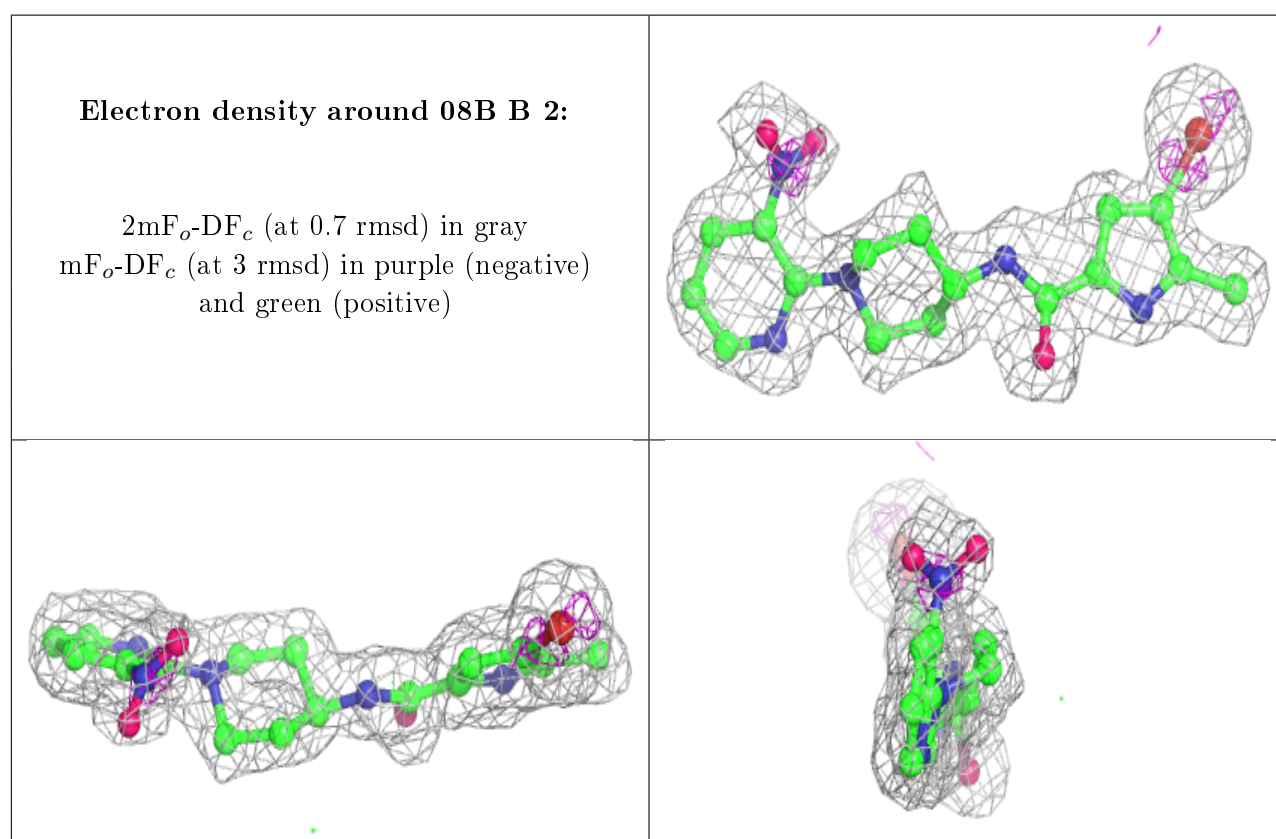 Electron density around 08B B 2:
2mFo-DFc (at 0.7 rmsd) in gray
mFo-DFc (at 3 rmsd) in purple (negative)
and green (positive)